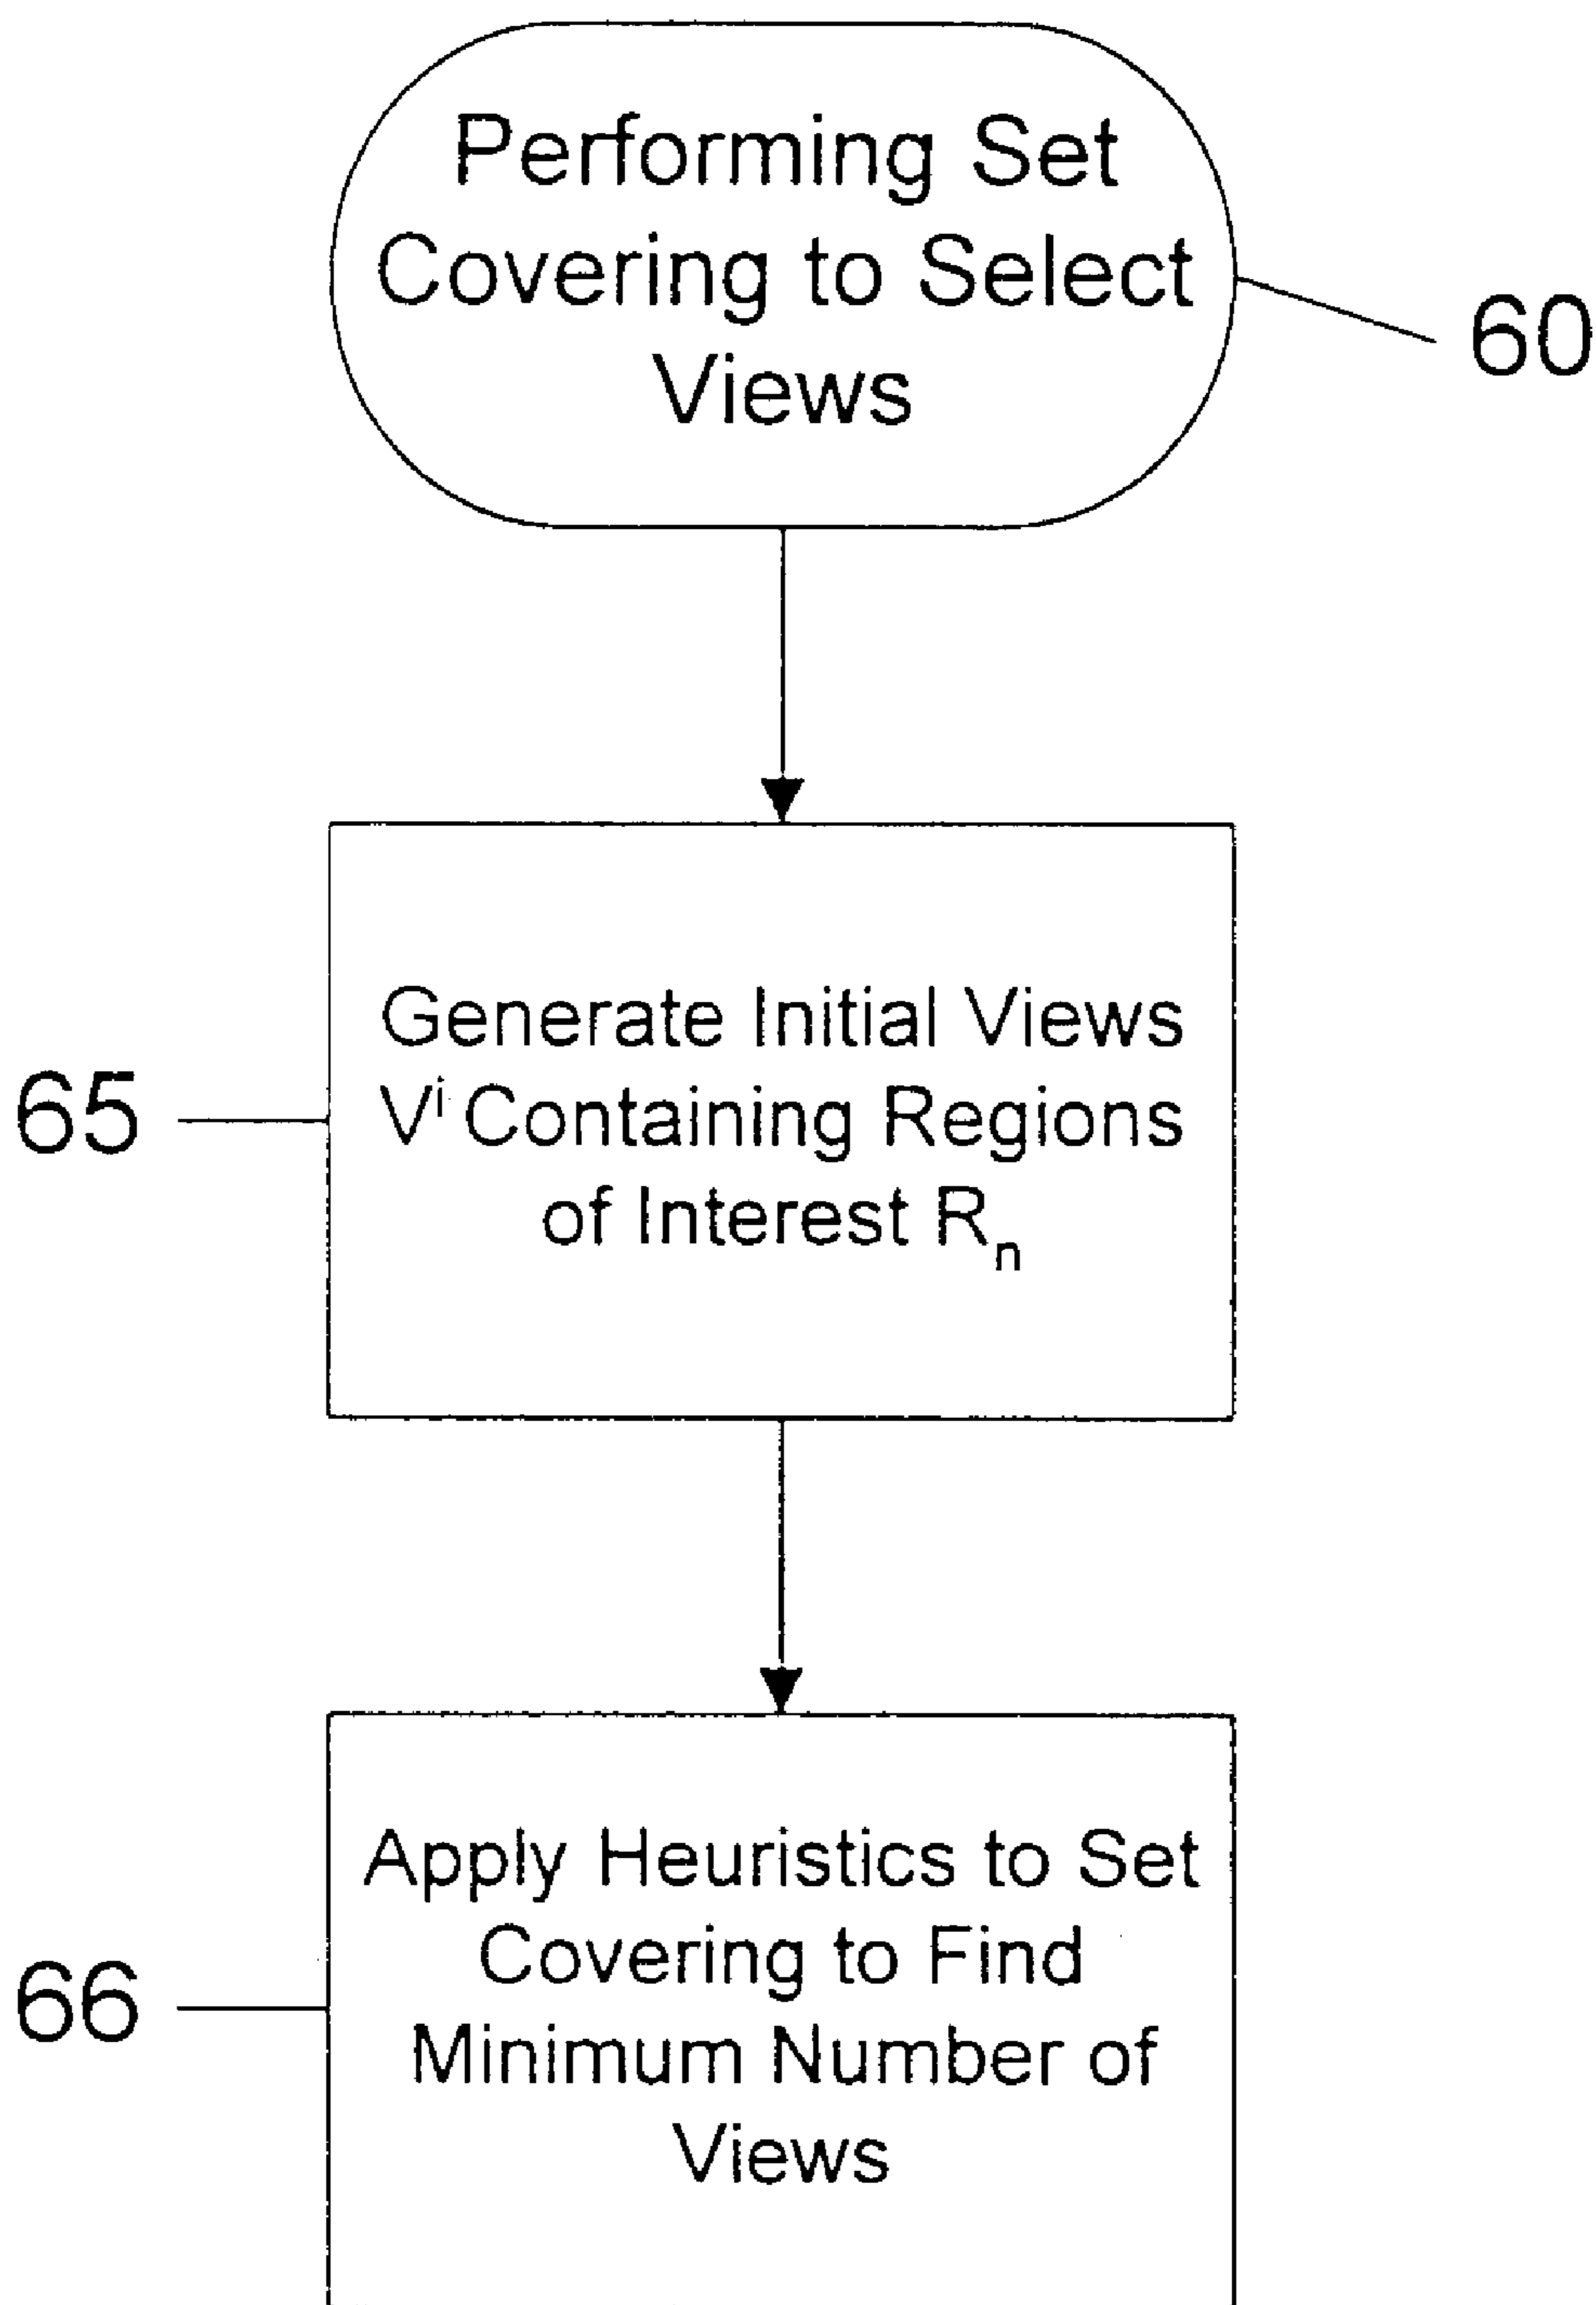 Performing Set
Covering to Select
Views
60
Generate Initial Views
Vⁱ Containing Regions
of Interest Rₙ
65
Apply Heuristics to Set
Covering to Find
Minimum Number of
Views
66